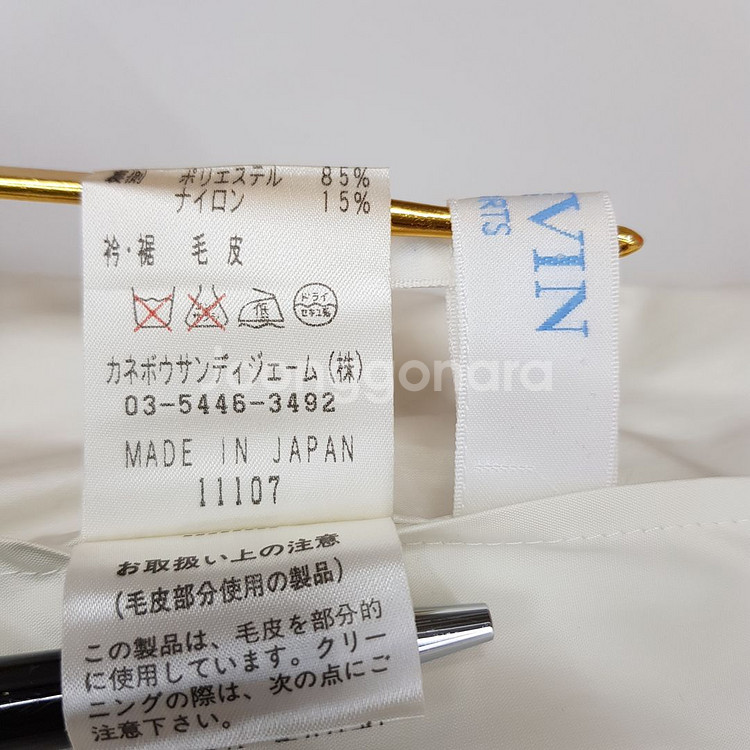 裏側 ポリエステル 85%
ナイロン 15%
衿・裾 毛皮
低
ドライ
セキユ系
カネボウサンディジェーム(株)
03-5446-3492
MADE IN JAPAN
11107
VIN
RTS
joonggonara
お取扱い上の注意
(毛皮部分使用の製品)
この製品は、毛皮を部分的
に使用しています。クリー
ニングの際は、次の点にご
注意下さい。